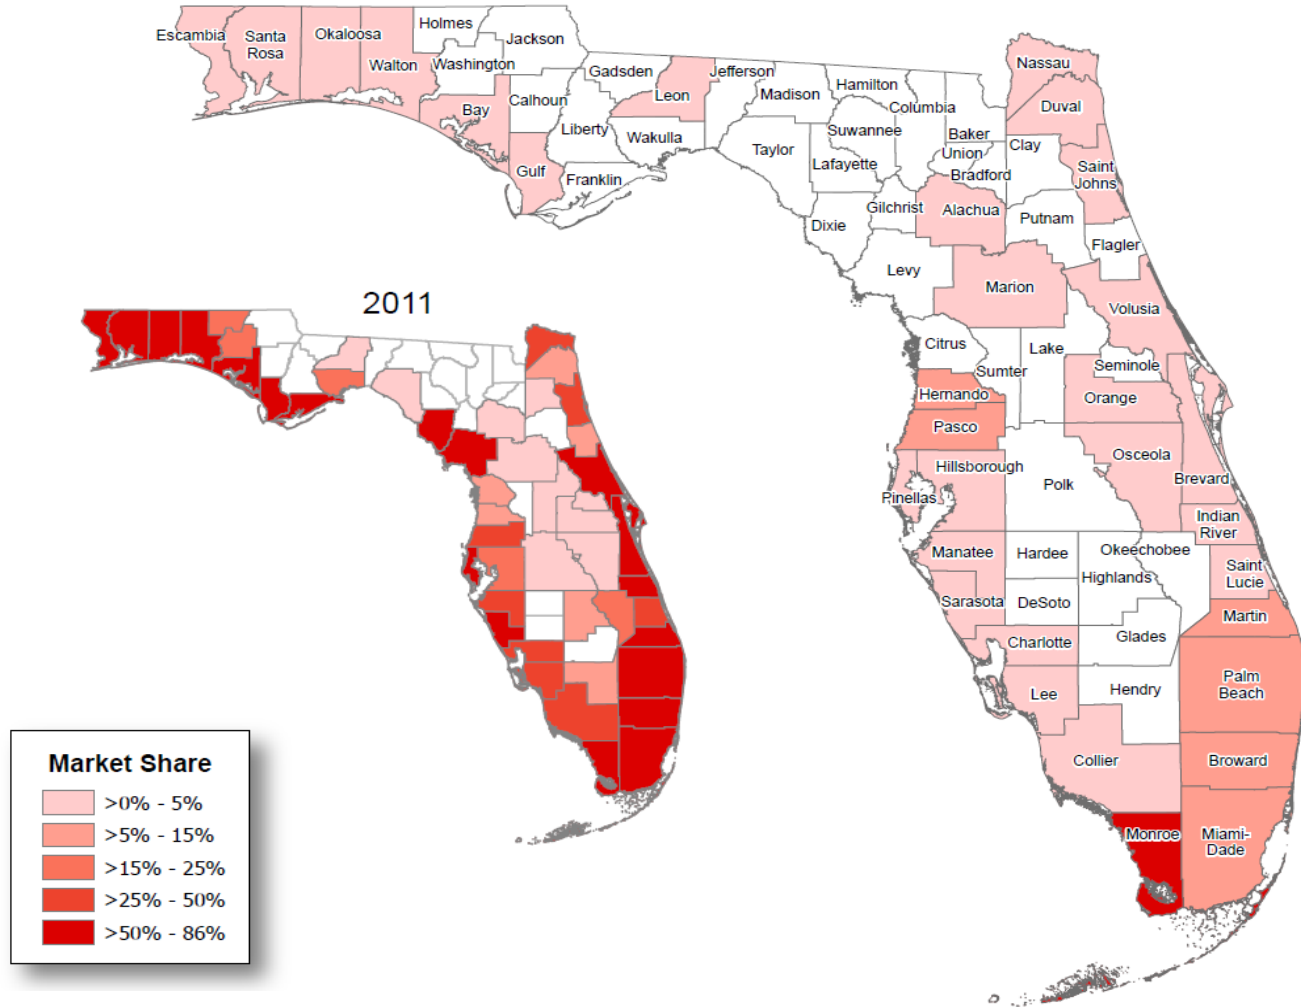 Holmes
Jackson
Escambia
Santa
Rosa
Okaloosa
Walton
Washington
Bay
Calhoun
Gulf
Liberty
Gadsden
Leon
Wakulla
Franklin
Jefferson
Madison
Taylor
Hamilton
Suwannee
Lafayette
Columbia
Baker
Union
Bradford
Nassau
Duval
Clay
Saint
Johns
Dixie
Gilchrist
Alachua
Putnam
Flagler
Levy
Marion
Volusia
2011
Citrus
Sumter
Lake
Seminole
Hernando
Orange
Pasco
Hillsborough
Pinellas
Polk
Osceola
Brevard
Indian
River
Manatee
Hardee
Okeechobee
Highlands
Saint
Lucie
Sarasota
DeSoto
Martin
Charlotte
Glades
Lee
Hendry
Palm
Beach
Collier
Broward
Monroe
Miami-
Dade
Market Share
>0% - 5%
>5% - 15%
>15% - 25%
>25% - 50%
>50% - 86%